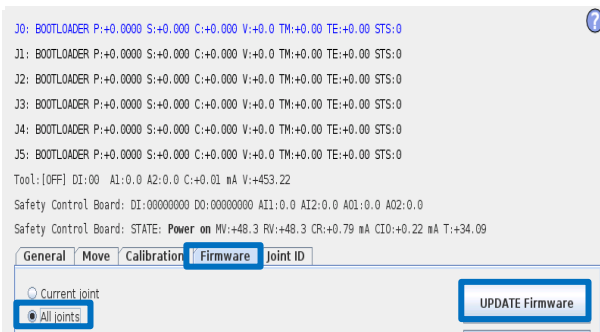 J0: BOOTLOADER P:+0.0000 S:+0.000 C:+0.000 V:+0.0 TM:+0.00 TE:+0.00 STS:0
?
J1: BOOTLOADER P:+0.0000 S:+0.000 C:+0.000 V:+0.0 TM:+0.00 TE:+0.00 STS:0
J2: BOOTLOADER P:+0.0000 S:+0.000 C:+0.000 V:+0.0 TM:+0.00 TE:+0.00 STS:0
J3: BOOTLOADER P:+0.0000 S:+0.000 C:+0.000 V:+0.0 TM:+0.00 TE:+0.00 STS:0
J4: BOOTLOADER P:+0.0000 S:+0.000 C:+0.000 V:+0.0 TM:+0.00 TE:+0.00 STS:0
J5: BOOTLOADER P:+0.0000 S:+0.000 C:+0.000 V:+0.0 TM:+0.00 TE:+0.00 STS:0
Tool:[OFF] DI:00 A1:0.0 A2:0.0 C:+0.01 mA V:+453.22
Safety Control Board: DI:00000000 DO:00000000 AI1:0.0 AI2:0.0 AO1:0.0 AO2:0.0
Safety Control Board: STATE: Power on MV:+48.3 RV:+48.3 CR:+0.79 mA CIO:+0.22 mA T:+34.09
General Move Calibration Firmware Joint ID
Current joint
All joints
UPDATE Firmware